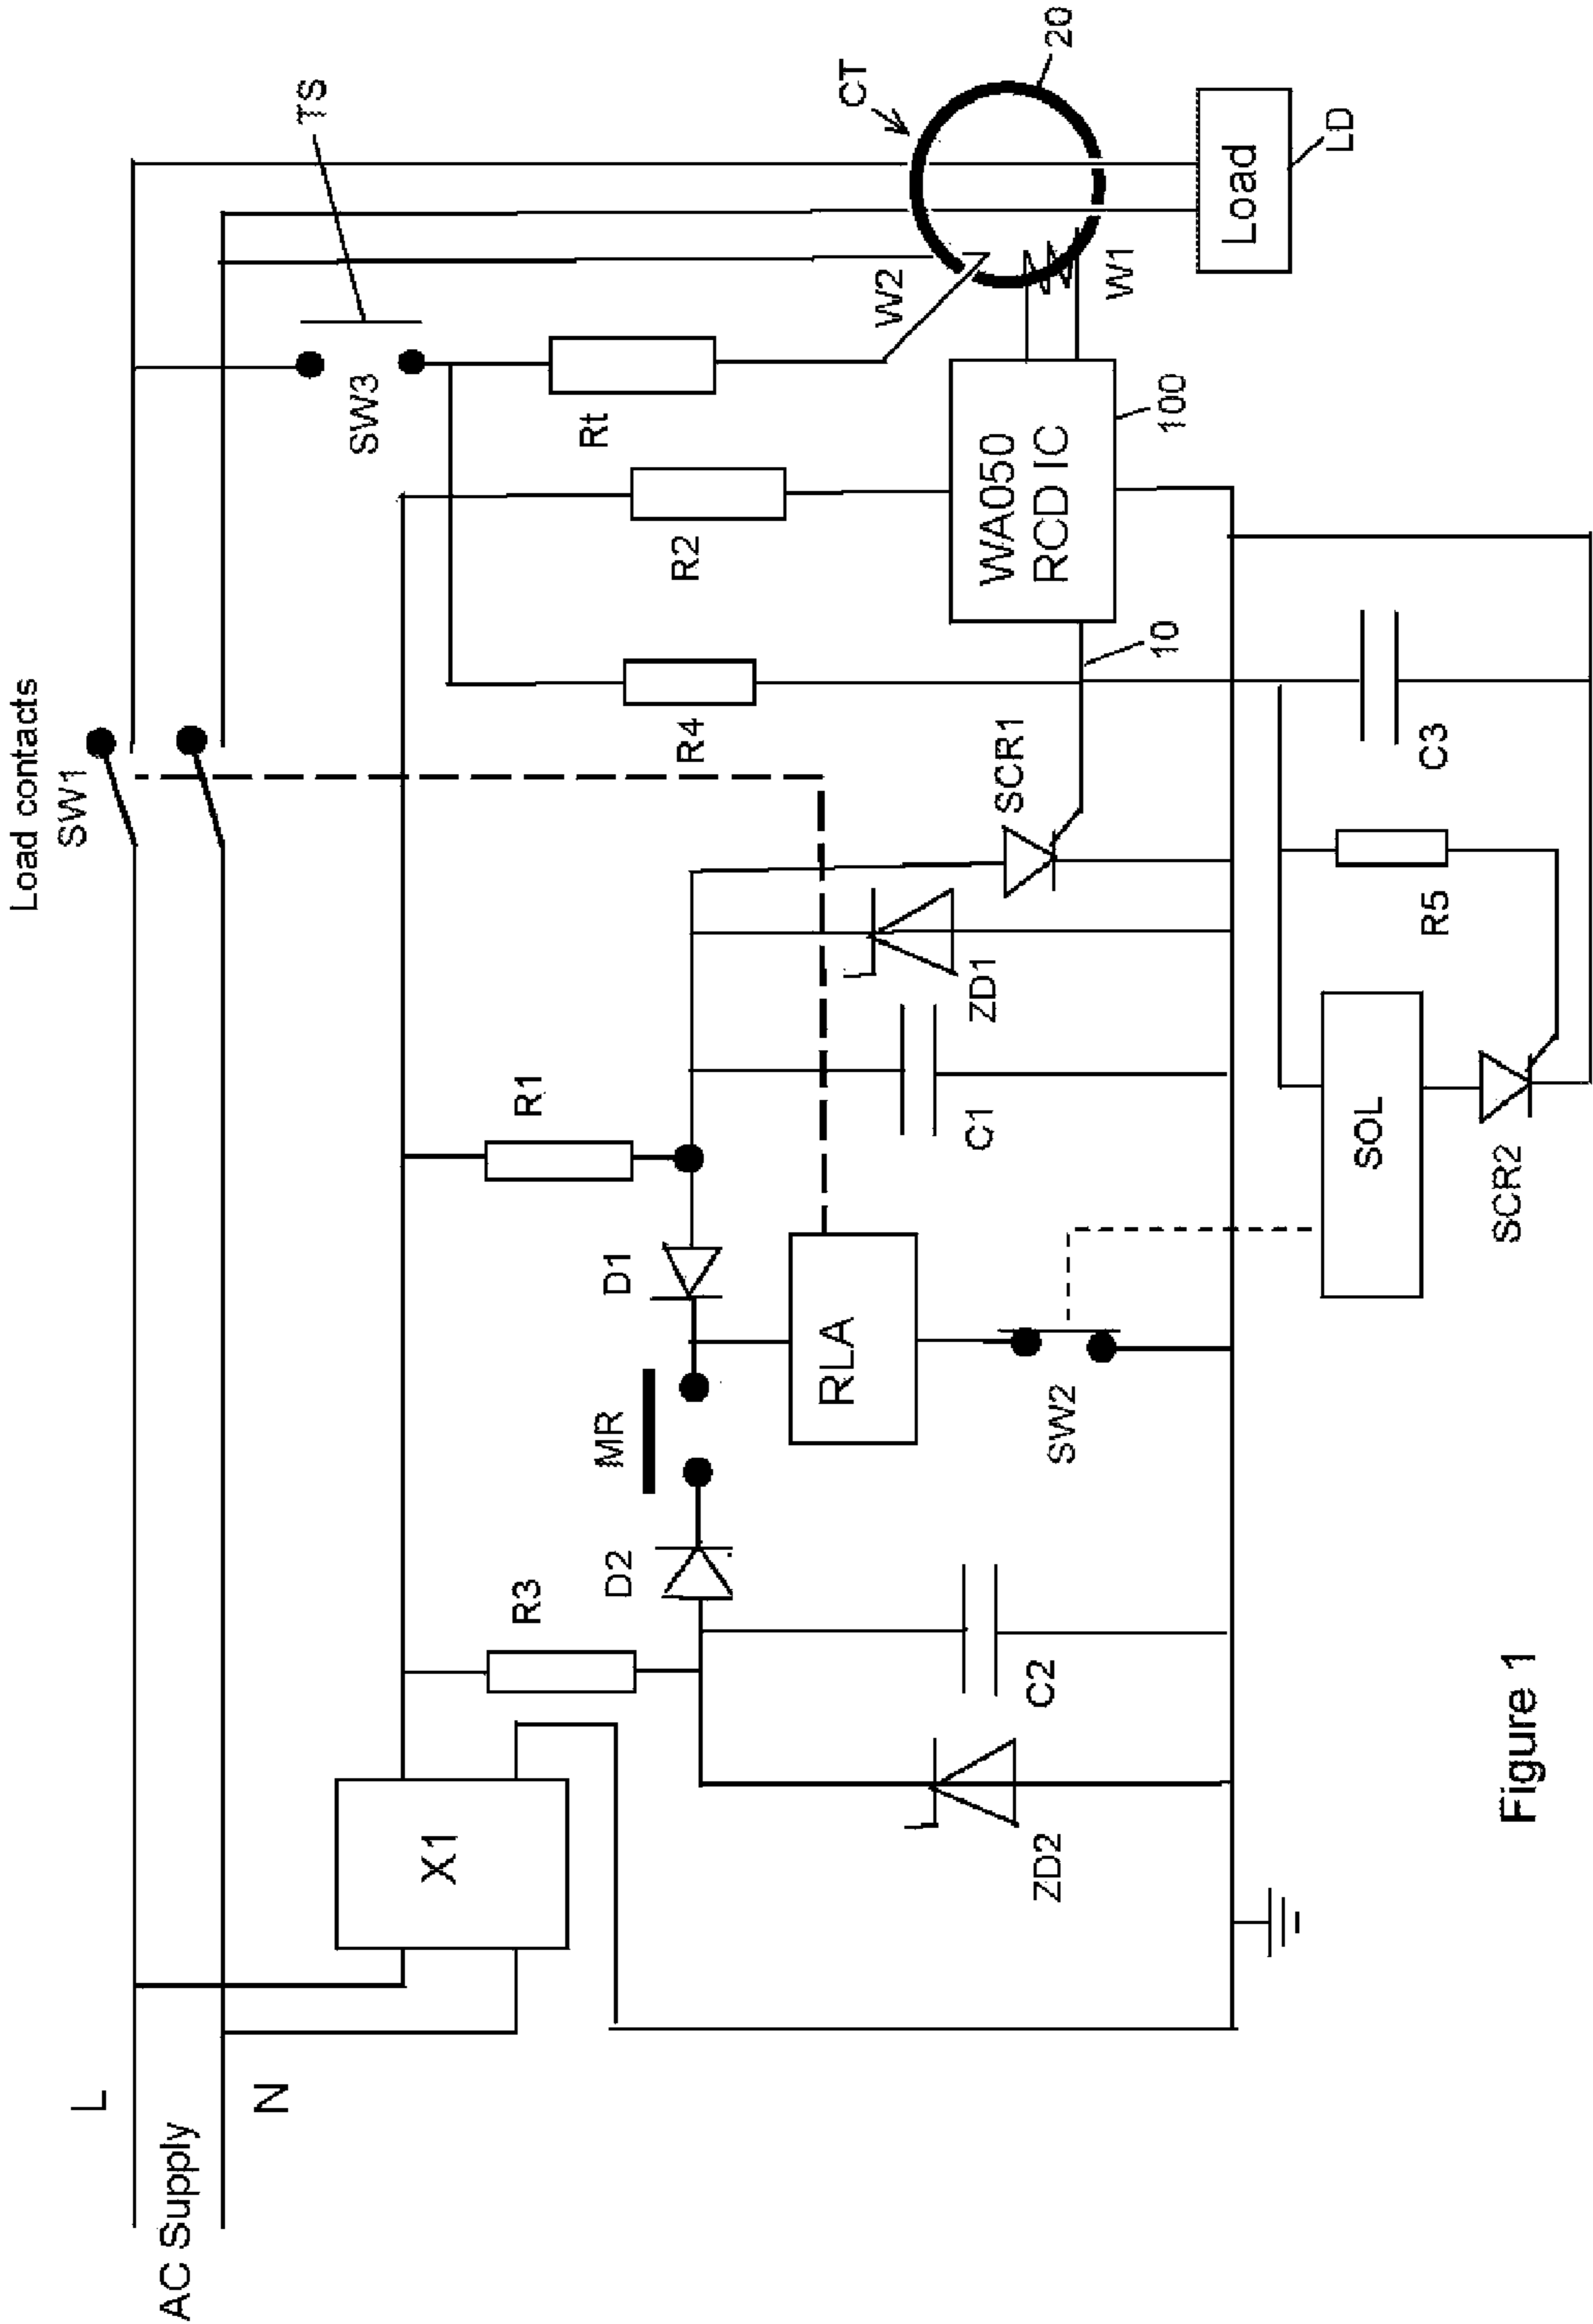 Load contacts
SW1
L
AC Supply
N
TS
SW3
CT
20
X1
R3
R1
R4
R2
Rt
W2
W1
D2
MR
D1
RLA
SW2
C2
ZD2
C1
ZD1
SCR1
10
WA050
RCD IC
100
Load
LD
SOL
SCR2
R5
C3
Figure 1